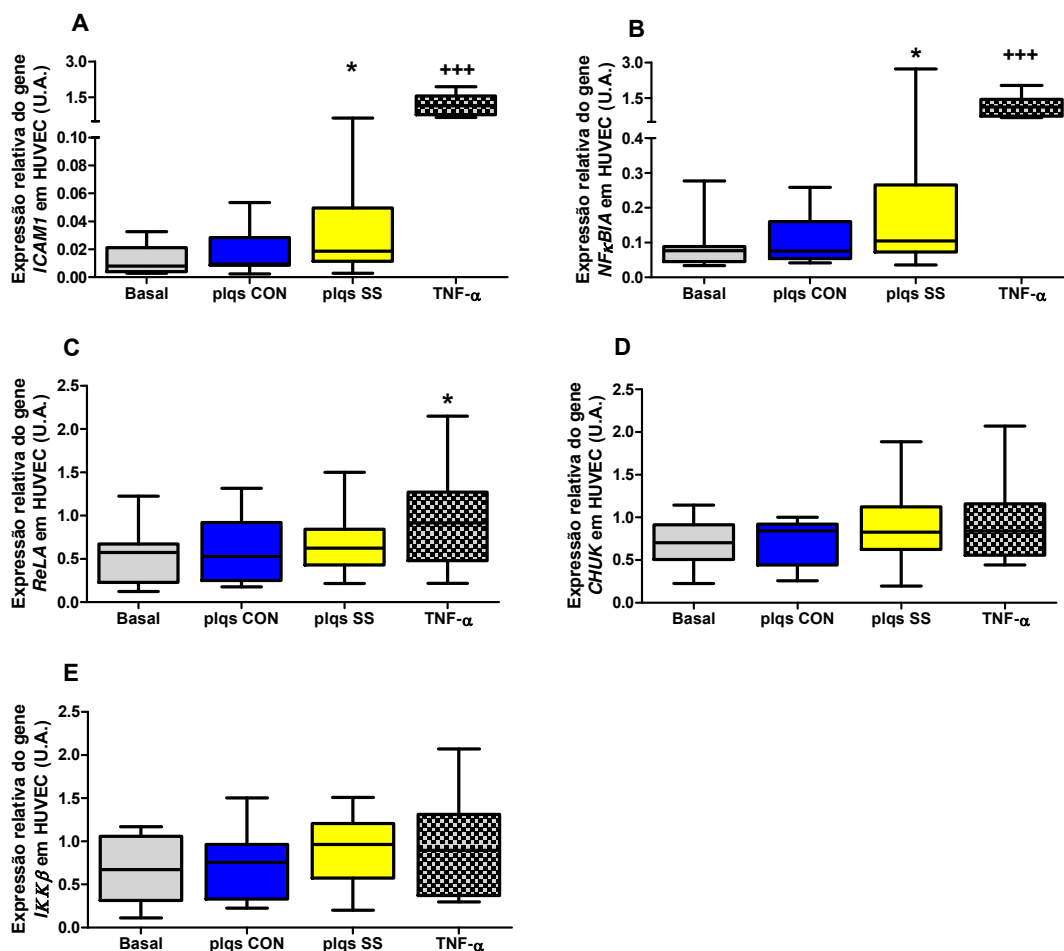 A
Expressão relativa do gene
ICAM1 em HUVEC (U.A.)
3.0
1.5
0.10
0.08
0.06
0.04
0.02
0.00
*
+++
Basal
plqs CON
plqs SS
TNF-α
B
Expressão relativa do gene
NFκBIA em HUVEC (U.A.)
3.0
1.5
0.4
0.3
0.2
0.1
0.0
*
+++
Basal
plqs CON
plqs SS
TNF-α
C
Expressão relativa do gene
ReLA em HUVEC (U.A.)
2.5
2.0
1.5
1.0
0.5
0.0
*
Basal
plqs CON
plqs SS
TNF-α
D
Expressão relativa do gene
CHUK em HUVEC (U.A.)
2.5
2.0
1.5
1.0
0.5
0.0
Basal
plqs CON
plqs SS
TNF-α
E
Expressão relativa do gene
IKKβ em HUVEC (U.A.)
2.5
2.0
1.5
1.0
0.5
0.0
Basal
plqs CON
plqs SS
TNF-α